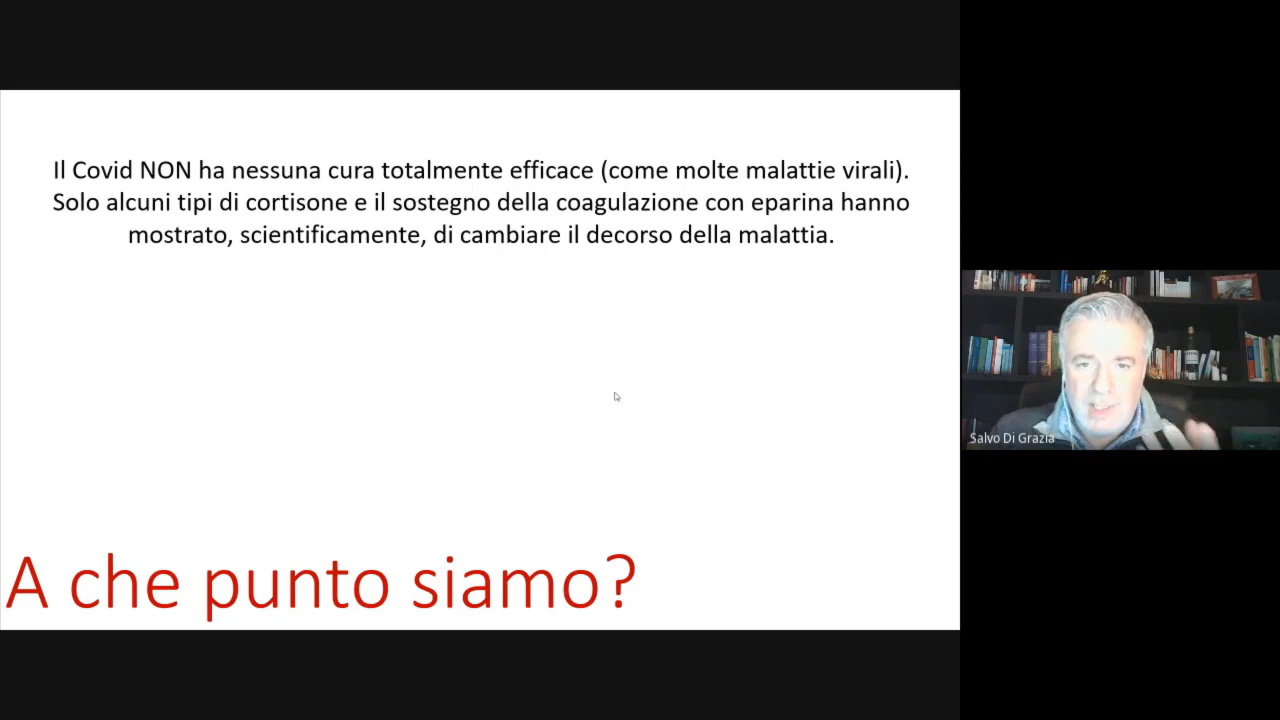 Il Covid NON ha nessuna cura totalmente efficace (come molte malattie virali).
Solo alcuni tipi di cortisone e il sostegno della coagulazione con eparina hanno
mostrato, scientificamente, di cambiare il decorso della malattia.
A che punto siamo?
Salvo Di Grazia